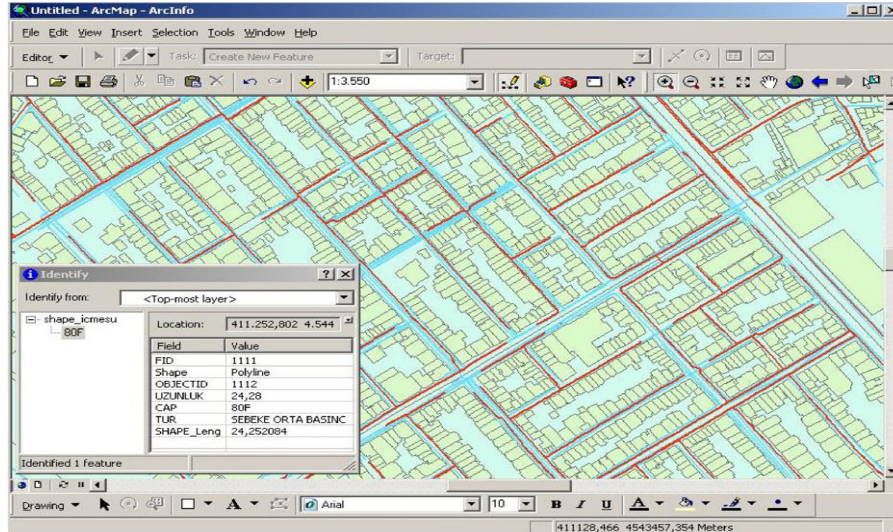 Untitled - ArcMap - ArcInfo
File Edit View Insert Selection Tools Window Help
Editor Task: Create New Feature Target:
1:3.550
Identify
Identify from: <Top-most layer>
shape_icmesu
80F
Location: 411.252,802 4.544
Field Value
FID 1111
Shape Polyline
OBJECTID 1112
UZUNLUK 24,28
CAP 80F
TUR SEBEKE ORTA BASINC
SHAPE_Leng 24,252084
Identified 1 feature
Drawing A Arial 10 B I U A
411128,466 4543457,354 Meters